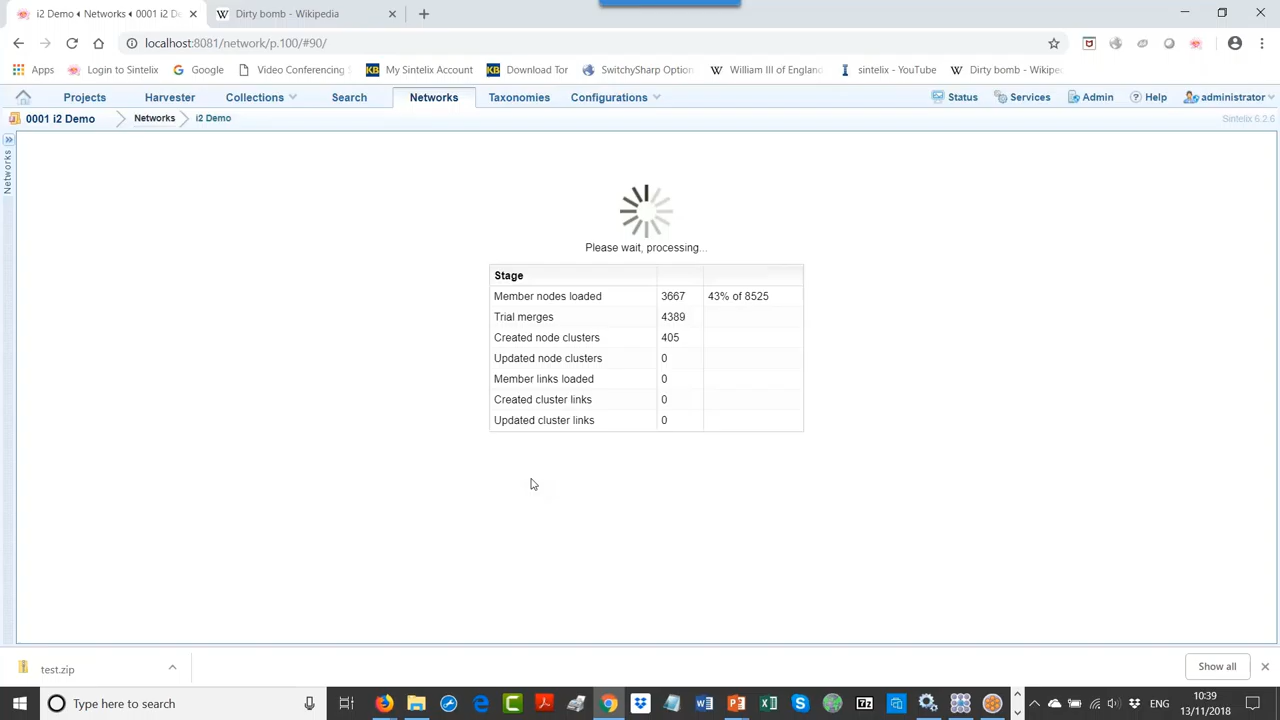 i2 Demo ◂ Networks ◂ 0001 i2 D
Dirty bomb - Wikipedia
localhost:8081/network/p.100/#90/
Apps
Login to Sintelix
Google
Video Conferencing
My Sintelix Account
Download Tor
SwitchySharp Option
William III of England
sintelix - YouTube
Dirty bomb - Wikipe
Projects
Harvester
Collections
Search
Networks
Taxonomies
Configurations
Status
Services
Admin
Help
administrator
0001 i2 Demo
Networks
i2 Demo
Sintelix 6.2.6
Networks
Please wait, processing...
Stage
Member nodes loaded 3667 43% of 8525
Trial merges 4389
Created node clusters 405
Updated node clusters 0
Member links loaded 0
Created cluster links 0
Updated cluster links 0
test.zip
Show all
Type here to search
ENG
10:39
13/11/2018